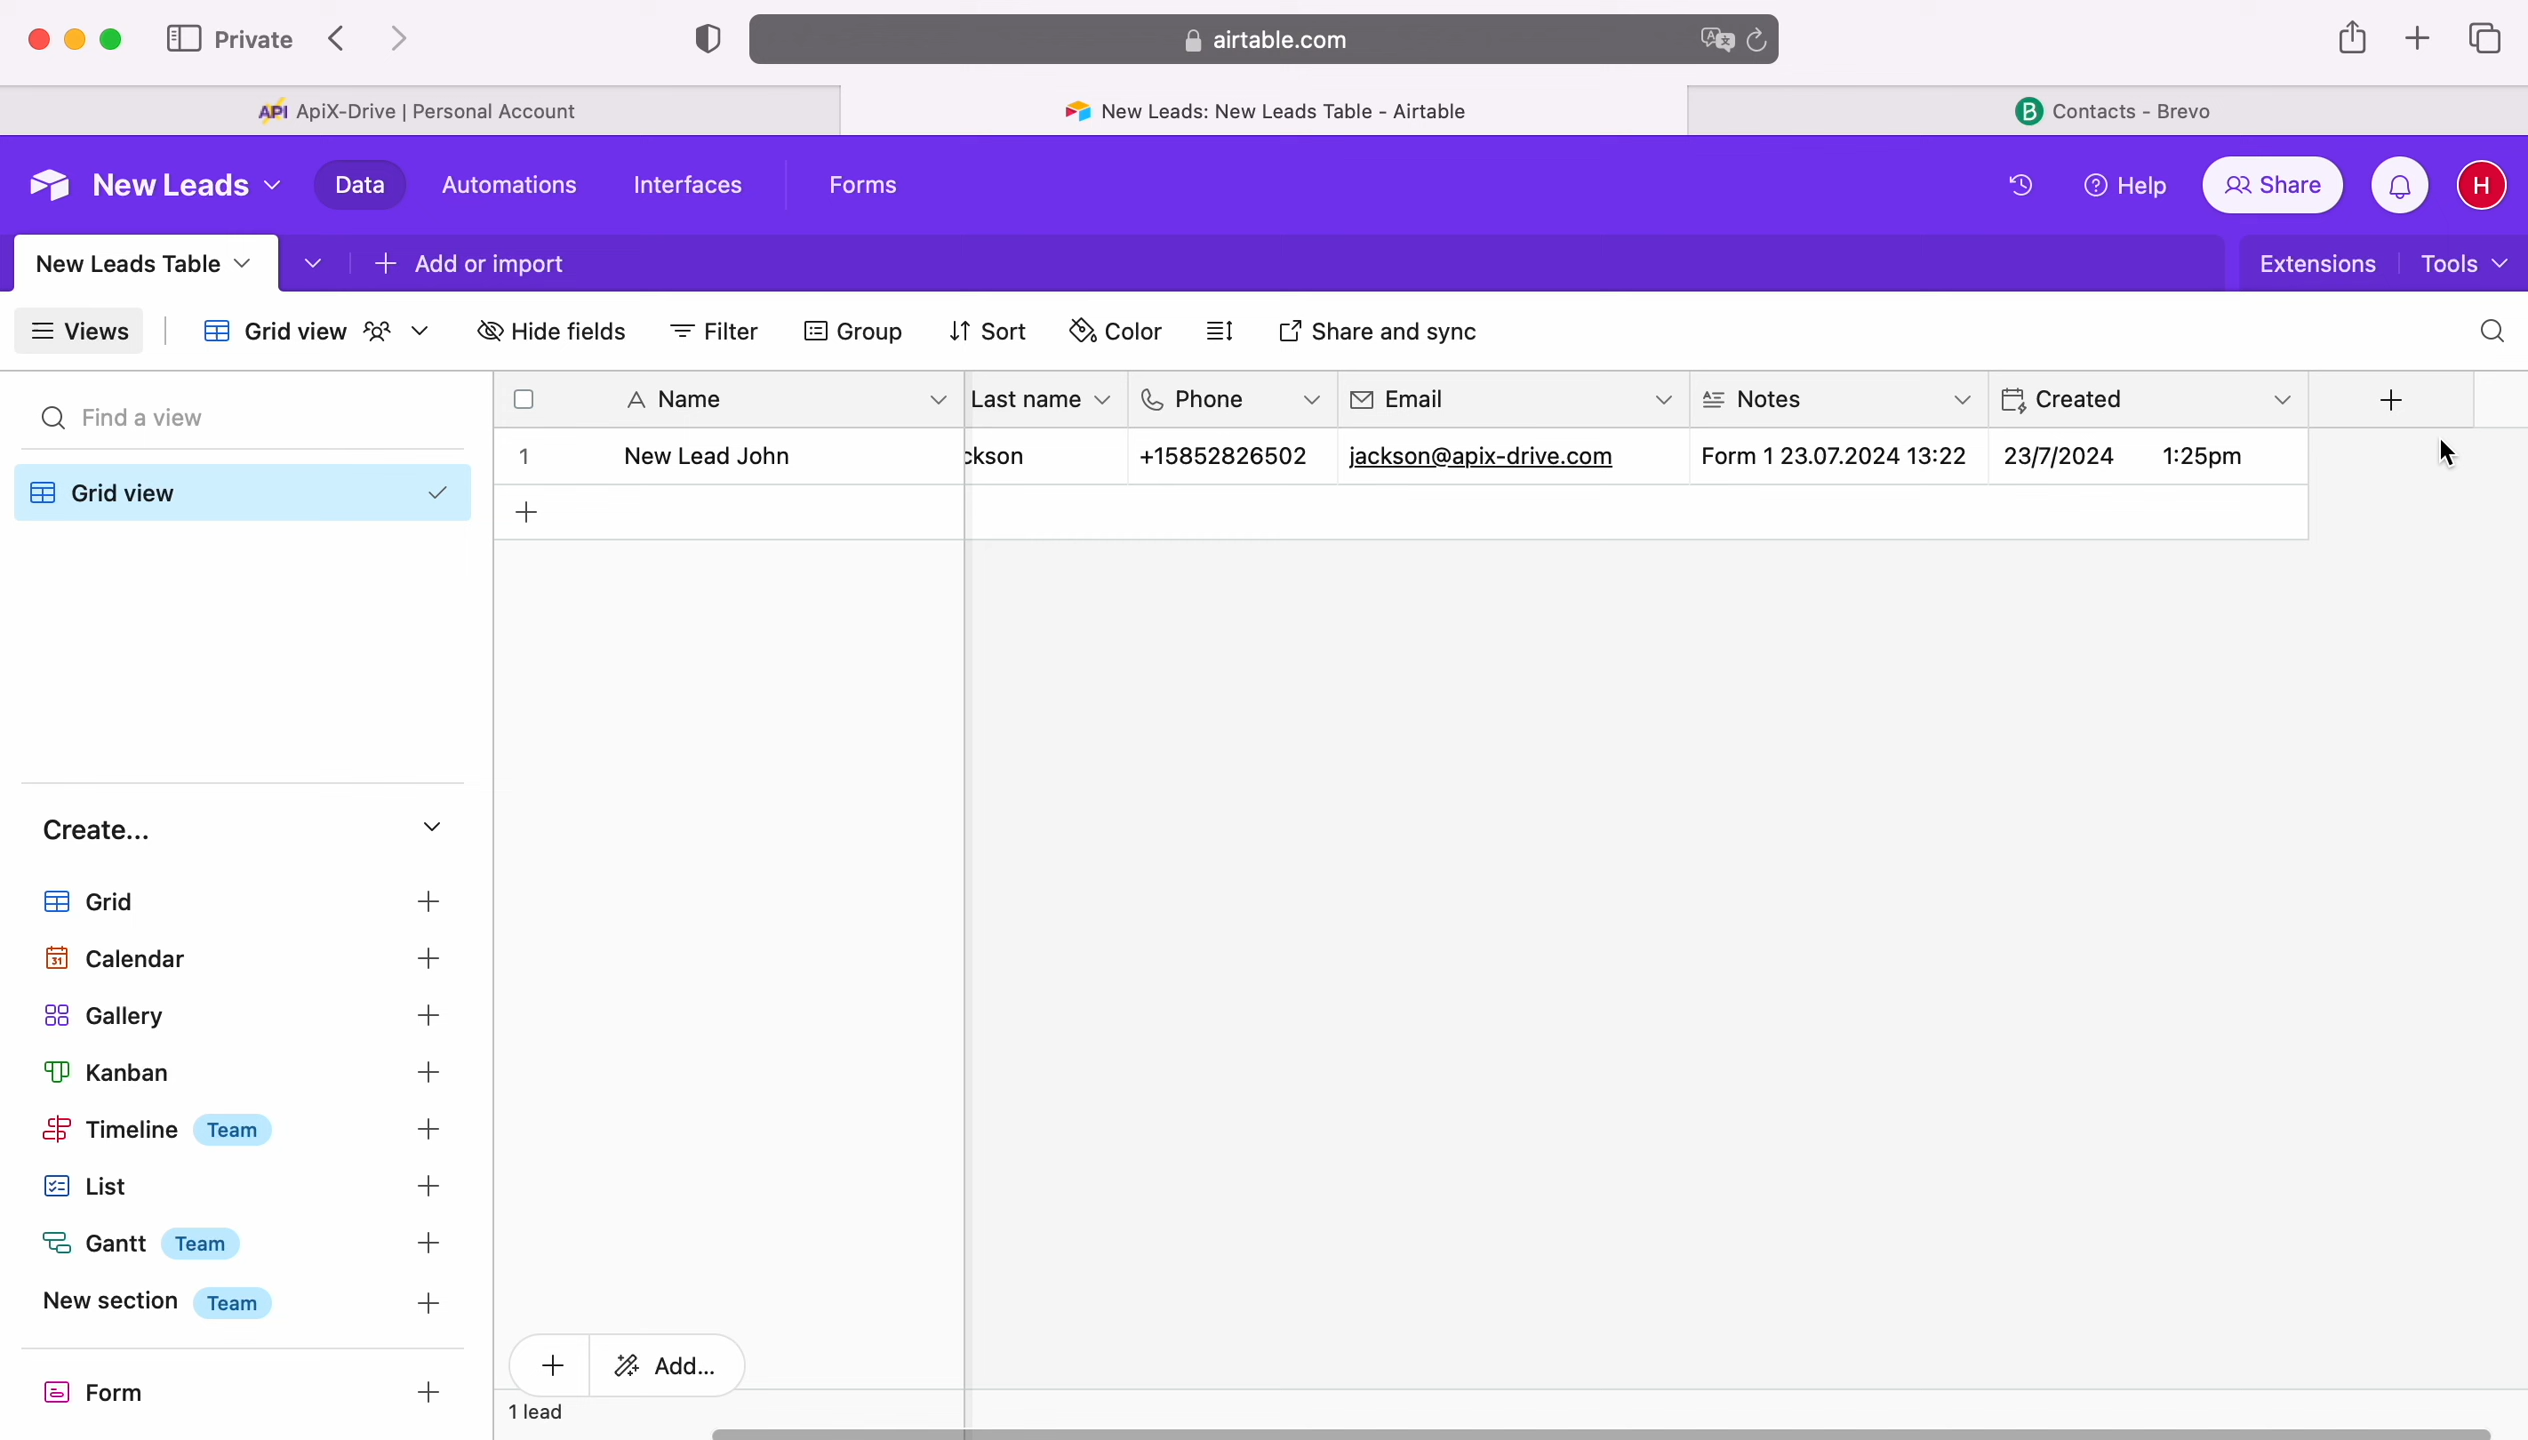 Private
airtable.com
API ApiX-Drive | Personal Account
New Leads: New Leads Table - Airtable
B Contacts - Brevo
New Leads Data Automations Interfaces Forms Help Share H
New Leads Table Add or import Extensions Tools
Views Grid view Hide fields Filter Group Sort Color Share and sync
Find a view
Grid view
Create...
Grid
Calendar
Gallery
Kanban
Timeline Team
List
Gantt Team
New section Team
Form
Name Last name Phone Email Notes Created
1 New Lead John ckson +15852826502 jackson@apix-drive.com Form 1 23.07.2024 13:22 23/7/2024 1:25pm
Add...
1 lead